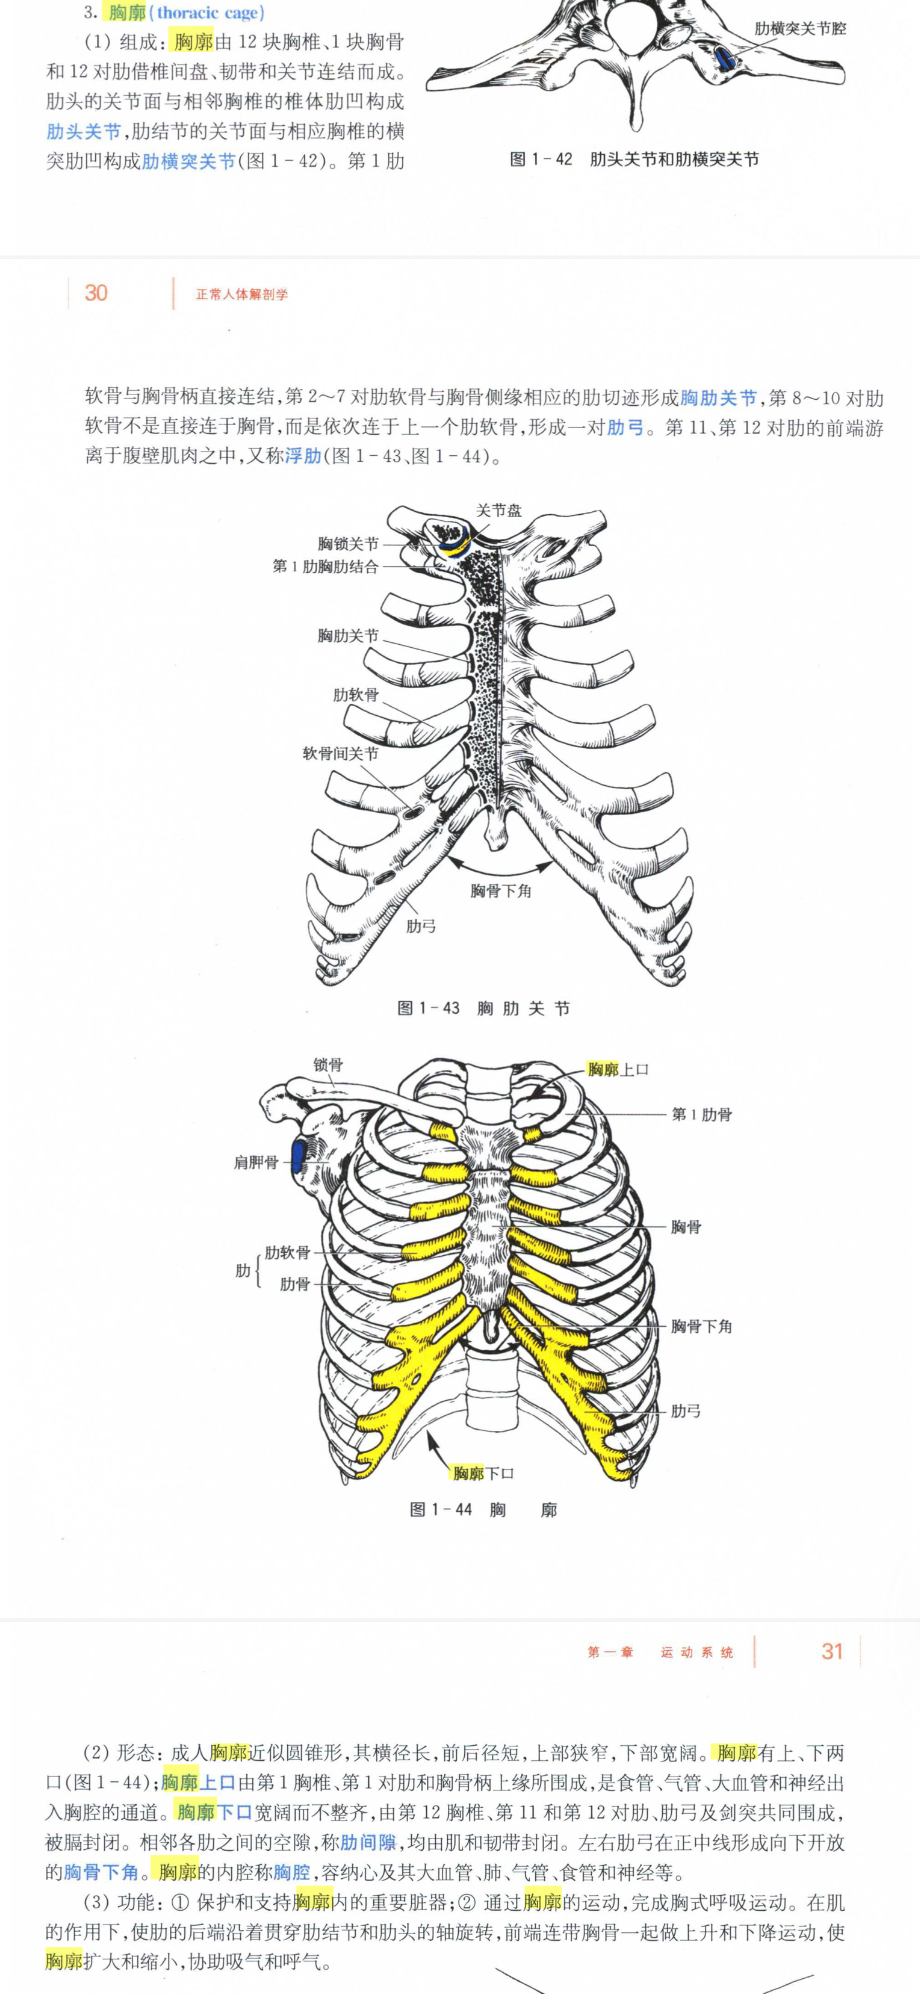 3. 胸廓(thoracic cage)
(1) 组成：胸廓由 12 块胸椎、1 块胸骨
和 12 对肋借椎间盘、韧带和关节连结而成。
肋头的关节面与相邻胸椎的椎体肋凹构成
肋头关节,肋结节的关节面与相应胸椎的横
突肋凹构成肋横突关节(图 1-42)。第 1 肋
肋横突关节腔
图 1-42 肋头关节和肋横突关节
30 正常人体解剖学
软骨与胸骨柄直接连结,第 2～7 对肋软骨与胸骨侧缘相应的肋切迹形成胸肋关节,第 8～10 对肋
软骨不是直接连于胸骨,而是依次连于上一个肋软骨,形成一对肋弓。第 11、第 12 对肋的前端游
离于腹壁肌肉之中,又称浮肋(图 1-43、图 1-44)。
关节盘
胸锁关节
第 1 肋胸肋结合
胸肋关节
肋软骨
软骨间关节
胸骨下角
肋弓
图 1-43 胸肋关节
锁骨
胸廓上口
第 1 肋骨
肩胛骨
胸骨
肋软骨
肋
肋骨
胸骨下角
肋弓
胸廓下口
图 1-44 胸 廓
第一章 运动系统 31
(2) 形态：成人胸廓近似圆锥形,其横径长,前后径短,上部狭窄,下部宽阔。胸廓有上、下两
口(图 1-44);胸廓上口由第 1 胸椎、第 1 对肋和胸骨柄上缘所围成,是食管、气管、大血管和神经出
入胸腔的通道。胸廓下口宽阔而不整齐,由第 12 胸椎、第 11 和第 12 对肋、肋弓及剑突共同围成,
被膈封闭。相邻各肋之间的空隙,称肋间隙,均由肌和韧带封闭。左右肋弓在正中线形成向下开放
的胸骨下角。胸廓的内腔称胸腔,容纳心及其大血管、肺、气管、食管和神经等。
(3) 功能：① 保护和支持胸廓内的重要脏器;② 通过胸廓的运动,完成胸式呼吸运动。在肌
的作用下,使肋的后端沿着贯穿肋结节和肋头的轴旋转,前端连带胸骨一起做上升和下降运动,使
胸廓扩大和缩小,协助吸气和呼气。